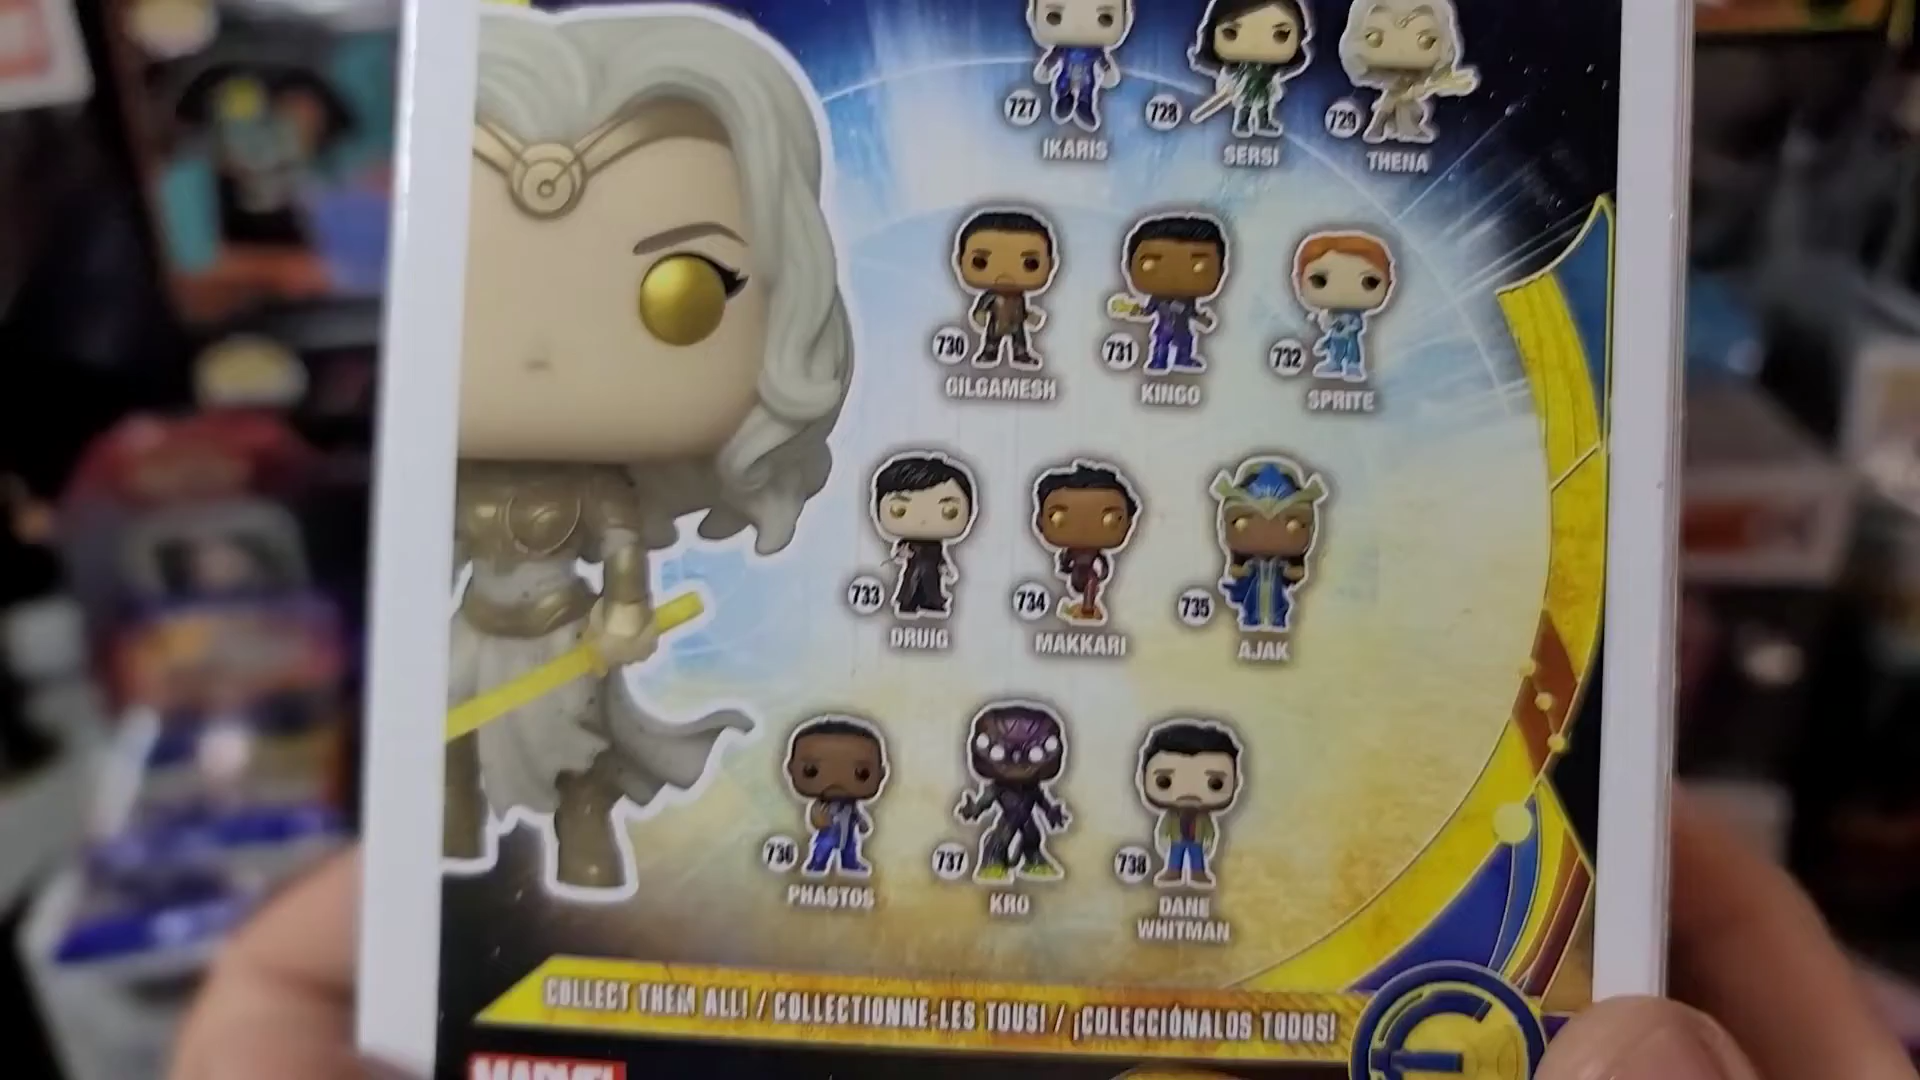 727
IKARIS
728
SERSI
729
THENA
730
GILGAMESH
731
KINGO
732
SPRITE
733
DRUIG
734
MAKKARI
735
AJAK
736
PHASTOS
737
KRO
738
DANE
WHITMAN
COLLECT THEM ALL! / COLLECTIONNE-LES TOUS! / ¡COLECCIÓNALOS TODOS!
MARVEL